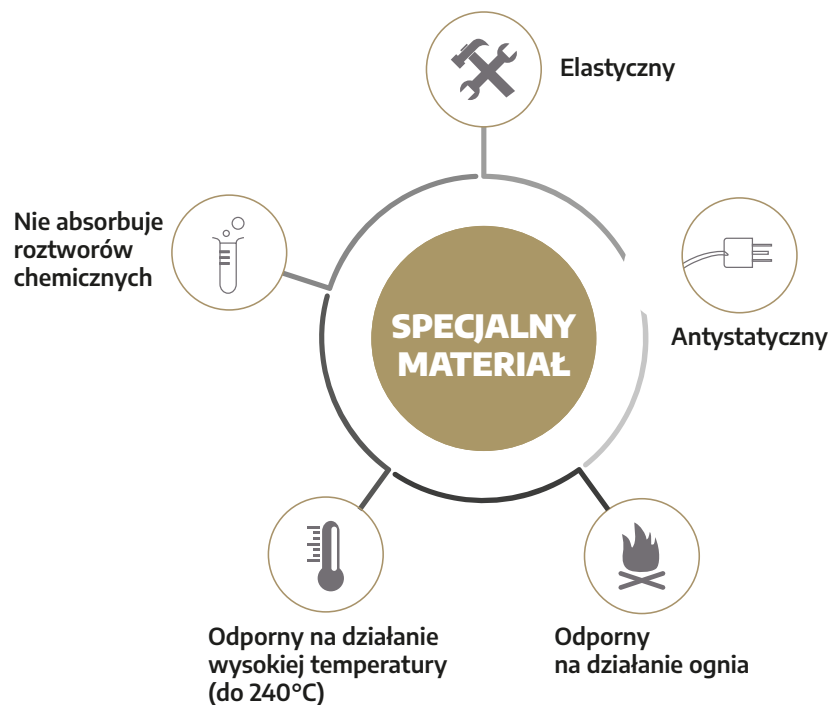 Elastyczny
Nie absorbuje
roztworów
chemicznych
SPECJALNY
MATERIAŁ
Antystatyczny
Odporny na działanie
wysokiej temperatury
(do 240°C)
Odporny
na działanie ognia